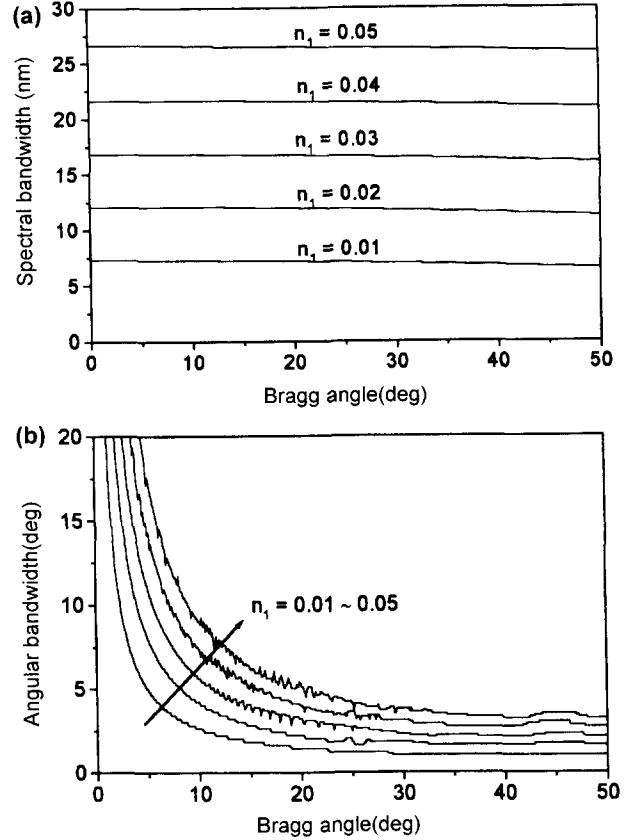 (a)
30
25
20
15
10
5
0
Spectral bandwidth (nm)
n1 = 0.05
n1 = 0.04
n1 = 0.03
n1 = 0.02
n1 = 0.01
0 10 20 30 40 50
Bragg angle(deg)
(b)
20
15
10
5
0
Angular bandwidth(deg)
n1 = 0.01 ~ 0.05
0 10 20 30 40 50
Bragg angle(deg)